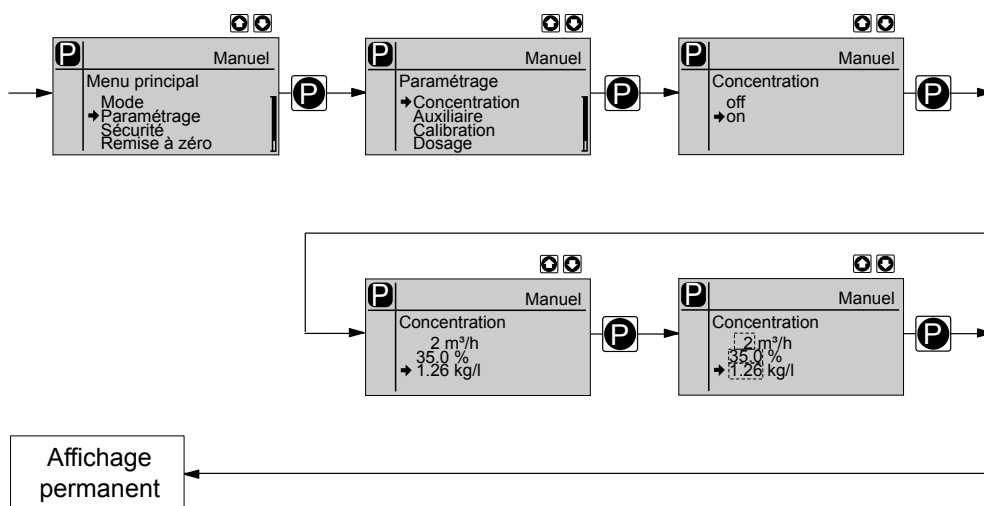 P
Manuel
Menu principal
Mode
Paramétrage
Sécurité
Remise à zéro
P
P
Manuel
Paramétrage
Concentration
Auxiliaire
Calibration
Dosage
P
P
Manuel
Concentration
off
on
P
P
Manuel
Concentration
2 m³/h
35.0 %
1.26 kg/l
P
P
Manuel
Concentration
_2 m³/h
35.0 %
1.26 kg/l
P
Affichage
permanent